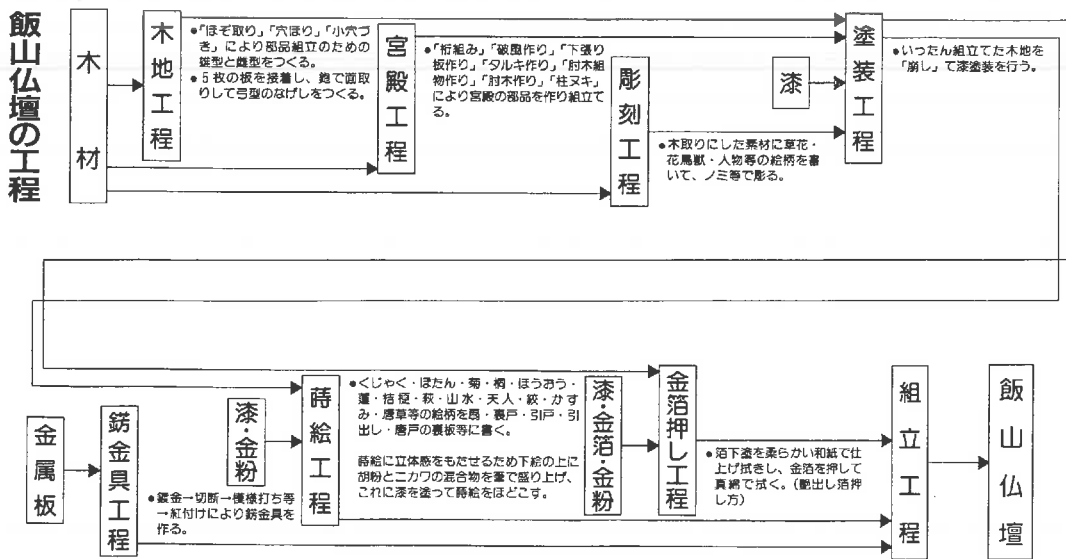 飯山仏壇の工程
木材
木地工程
●「ほぞ取り」「穴ほり」「小穴づ
き」により部品組立のための
雄型と雌型をつくる。
●5枚の板を接着し、鉋で面取
りして弓型のなげしをつくる。
宮殿工程
●「桁組み」「破風作り」「下張り
板作り」「タルキ作り」「肘木組
物作り」「肘木作り」「柱ヌキ」
により宮殿の部品を作り組立て
る。
彫刻工程
●木取りにした素材に草花・
花鳥獣・人物等の絵柄を書
いて、ノミ等で彫る。
漆
塗装工程
●いったん組立てた木地を
「崩し」て漆塗装を行う。
金属板
錺金具工程
●鍍金→切断→模様打ち等
→紅付けにより錺金具を
作る。
漆・金粉
蒔絵工程
●くじゃく・ぼたん・菊・桐・ほうおう・
蓮・桔梗・萩・山水・天人・紋・かす
み・唐草等の絵柄を扇・裏戸・引戸・引
出し・唐戸の裏板等に書く。
蒔絵に立体感をもたせるため下絵の上に
胡粉とニカワの混合物を筆で盛り上げ、
これに漆を塗って蒔絵をほどこす。
漆・金箔・金粉
金箔押し工程
●箔下塗を柔らかい和紙で仕
上げ拭きし、金箔を押して
真綿で拭く。(艶出し箔押
し方)
組立工程
飯山仏壇